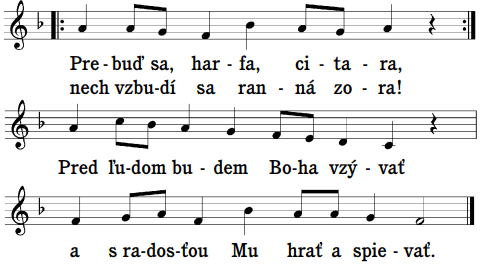 Pre-buď sa, har-fa, ci-ta-ra,
nech vzbu-dí sa ran-ná zo-ra!
Pred ľu-dom bu-dem Bo-ha vzý-vať
a s ra-dos-ťou Mu hrať a spie-vať.